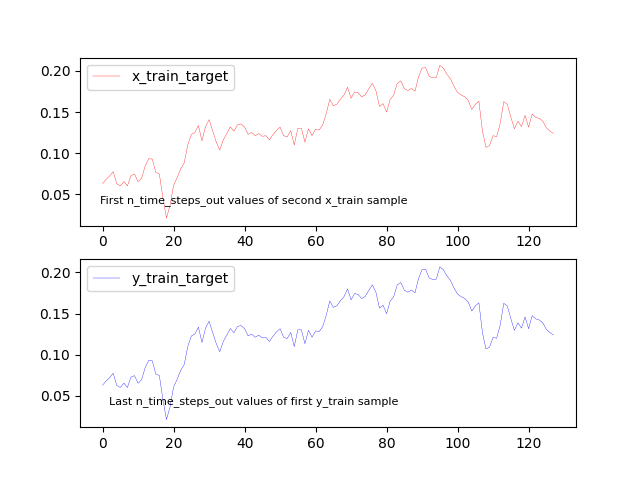 0.20
x_train_target
0.15
0.10
0.05
First n_time_steps_out values of second x_train sample
0 20 40 60 80 100 120
0.20
y_train_target
0.15
0.10
0.05
Last n_time_steps_out values of first y_train sample
0 20 40 60 80 100 120